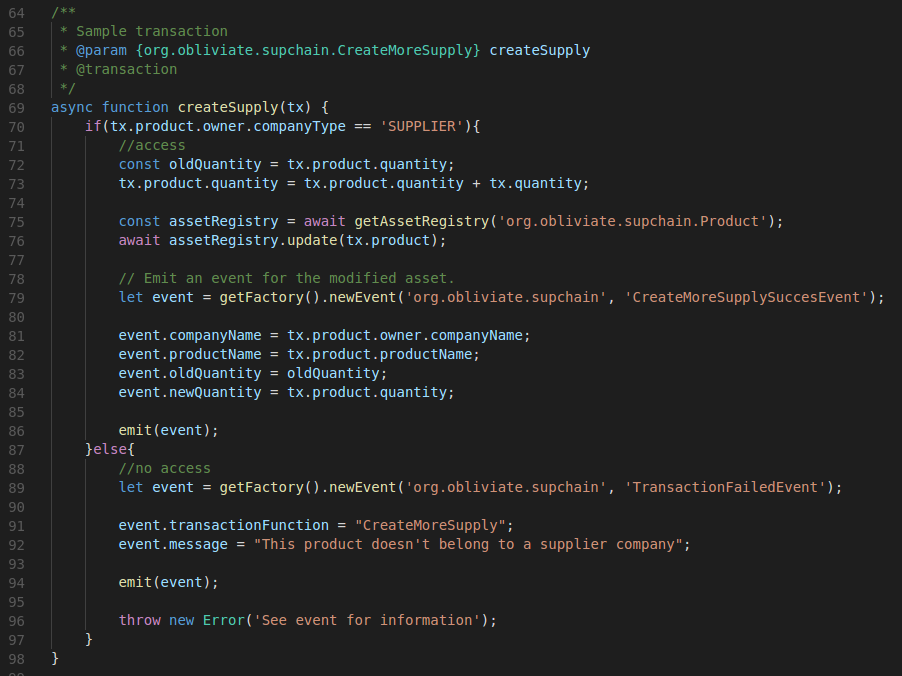 64 /**
65  * Sample transaction
66  * @param {org.obliviate.supchain.CreateMoreSupply} createSupply
67  * @transaction
68  */
69 async function createSupply(tx) {
70     if(tx.product.owner.companyType == 'SUPPLIER'){
71         //access
72         const oldQuantity = tx.product.quantity;
73         tx.product.quantity = tx.product.quantity + tx.quantity;
74
75         const assetRegistry = await getAssetRegistry('org.obliviate.supchain.Product');
76         await assetRegistry.update(tx.product);
77
78         // Emit an event for the modified asset.
79         let event = getFactory().newEvent('org.obliviate.supchain', 'CreateMoreSupplySuccesEvent');
80
81         event.companyName = tx.product.owner.companyName;
82         event.productName = tx.product.productName;
83         event.oldQuantity = oldQuantity;
84         event.newQuantity = tx.product.quantity;
85
86         emit(event);
87     }else{
88         //no access
89         let event = getFactory().newEvent('org.obliviate.supchain', 'TransactionFailedEvent');
90
91         event.transactionFunction = "CreateMoreSupply";
92         event.message = "This product doesn't belong to a supplier company";
93
94         emit(event);
95
96         throw new Error('See event for information');
97     }
98 }